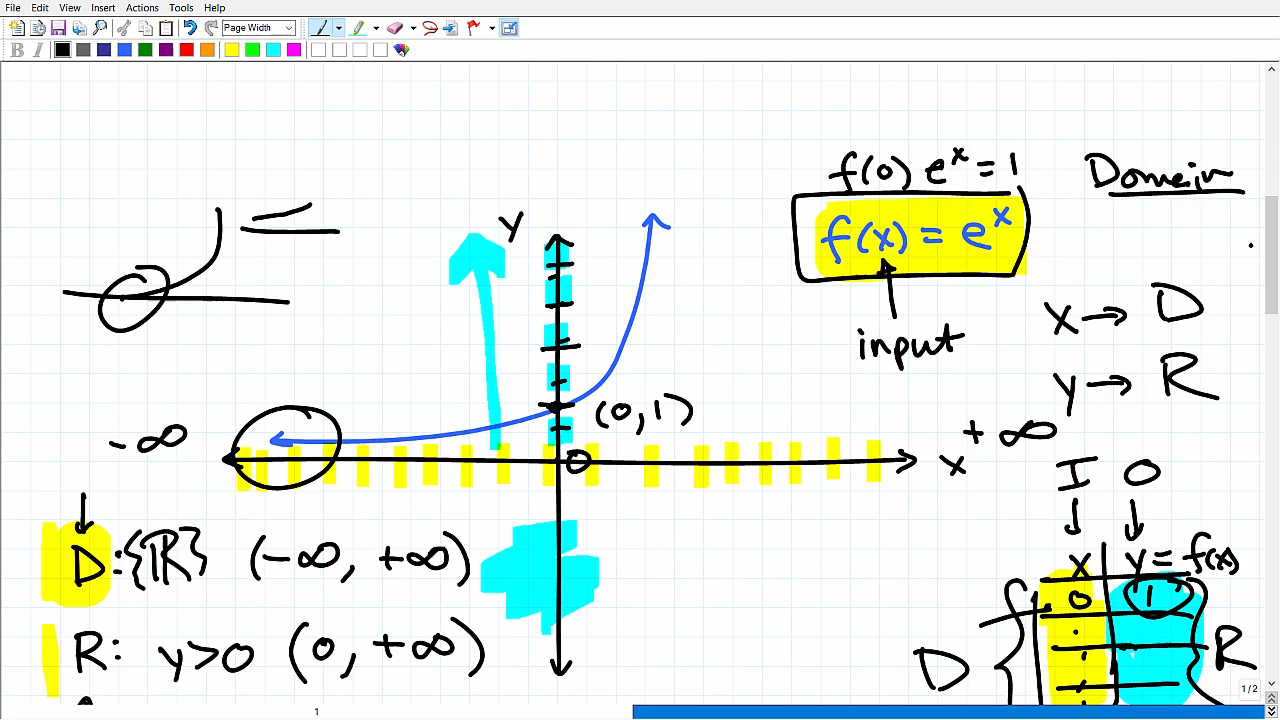 File Edit View Insert Actions Tools Help
Page Width
B I
f(0) e^x = 1
Domain
f(x) = e^x
input
x → D
y → R
y
(0,1)
-∞
+∞
x
0
I O
D: {ℝ} (-∞, +∞)
x y = f(x)
0 1
R: y>0 (0, +∞)
D R
1/2
1